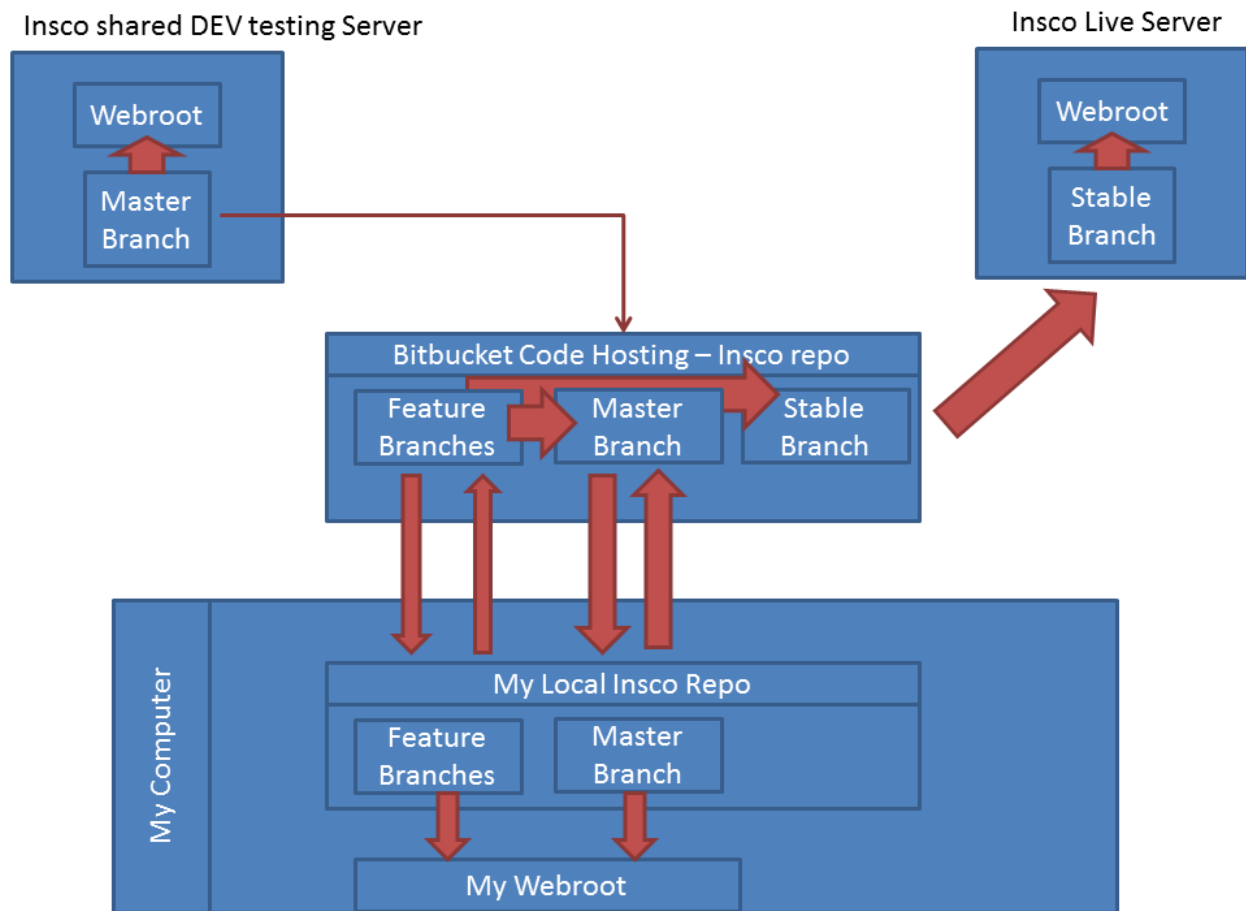 Insco shared DEV testing Server
Insco Live Server
Webroot
Master
Branch
Webroot
Stable
Branch
Bitbucket Code Hosting – Insco repo
Feature
Branches
Master
Branch
Stable
Branch
My Computer
My Local Insco Repo
Feature
Branches
Master
Branch
My Webroot